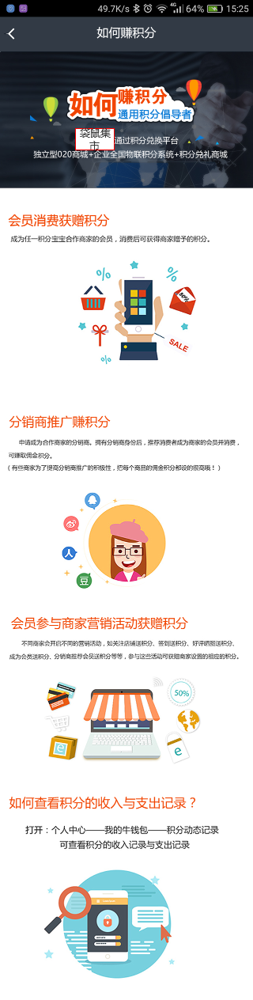 49.7K/s 4G 64% 15:25
如何赚积分
如何赚积分
通用积分倡导者
袋鼠集市
通过积分兑换平台
独立型020商城+企业全国物联积分系统+积分兑礼商城
会员消费获赠积分
成为任一积分宝宝合作商家的会员，消费后可获得商家赠予的积分。
%
%
50%
SALE
%
分销商推广赚积分
申请成为合作商家的分销商。拥有分销商身份后，推荐消费者成为商家的会员并消费，
可赚取佣金积分。
（有些商家为了提高分销商推广的积极性，把每个商品的佣金积分都设的很高哦！）
人
豆
会员参与商家营销活动获赠积分
不同商家会开启不同的营销活动，如关注店铺送积分、签到送积分、好评晒图送积分、
成为会员送积分、分销商推荐会员送积分等等，参与这些活动可获赠商家设置的相应的积分。
50%
e
e
如何查看积分的收入与支出记录？
打开：个人中心——我的牛钱包——积分动态记录
可查看积分的收入记录与支出记录